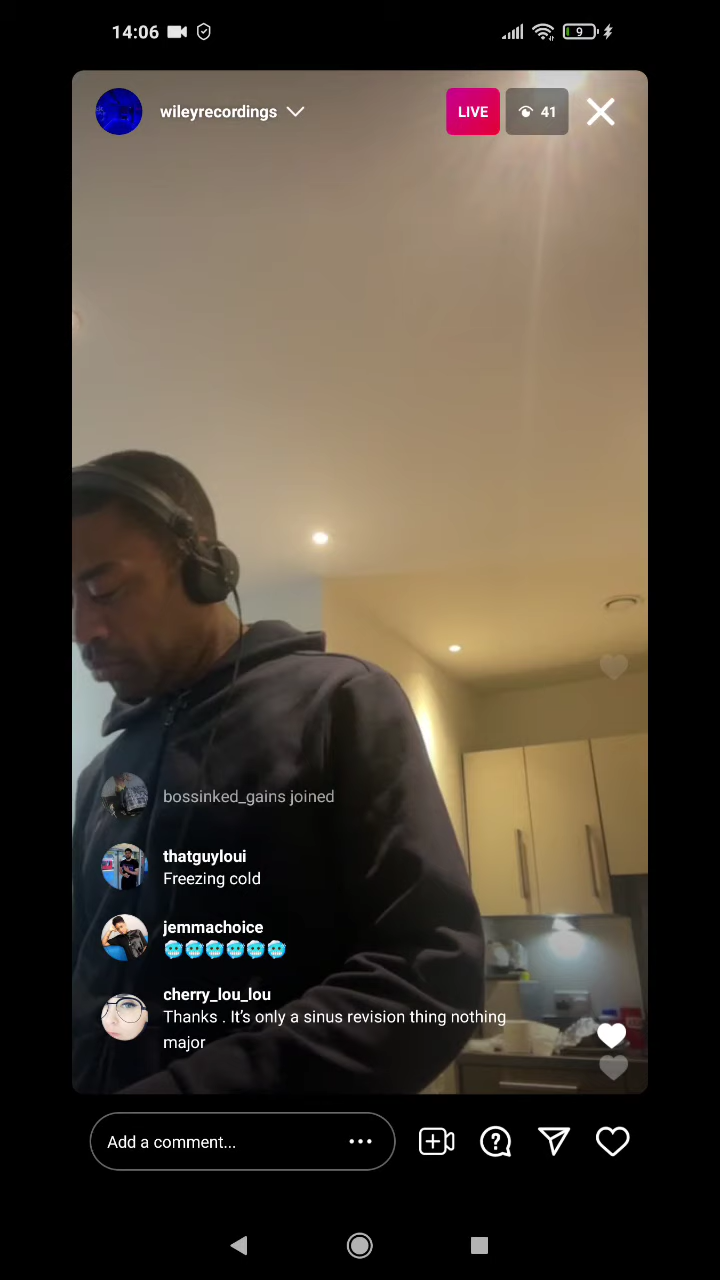 14:06
9
wileyrecordings
LIVE
41
bossinked_gains joined
thatguyloui
Freezing cold
jemmachoice
🥶🥶🥶🥶🥶🥶
cherry_lou_lou
Thanks . It's only a sinus revision thing nothing
major
Add a comment...